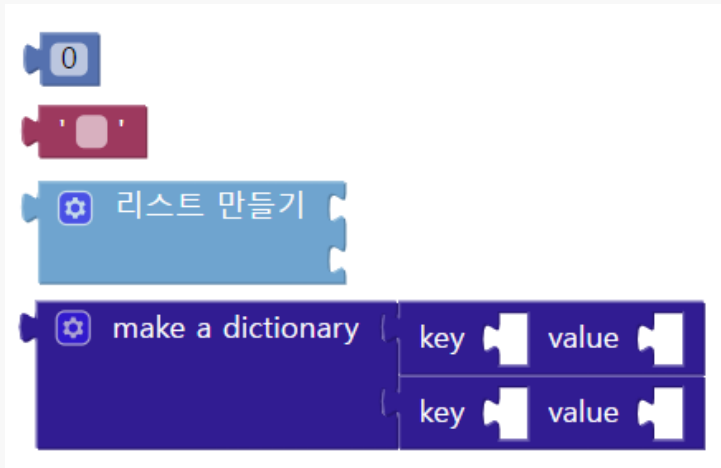 0
' '
리스트 만들기
make a dictionary key value
key value